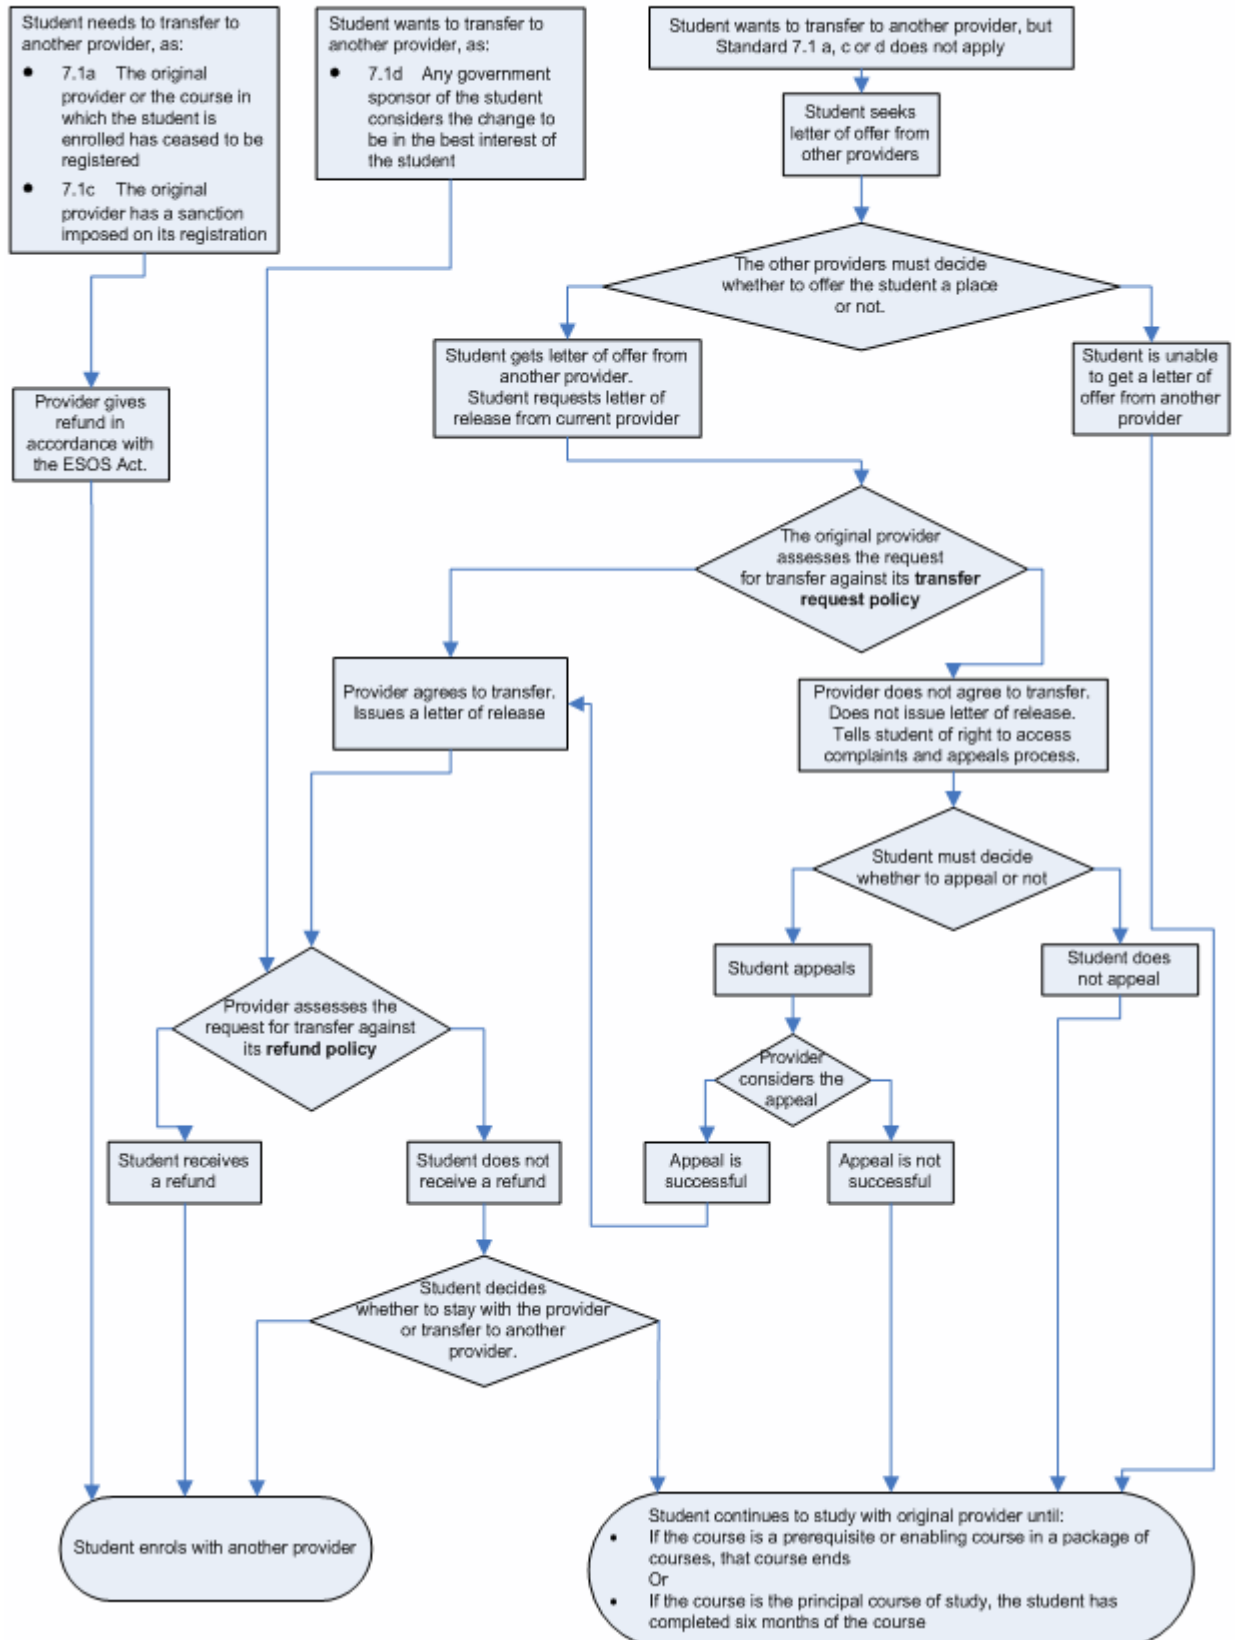 Student needs to transfer to
another provider, as:
• 7.1a The original
provider or the course in
which the student is
enrolled has ceased to be
registered
• 7.1c The original
provider has a sanction
imposed on its registration
Student wants to transfer to
another provider, as:
• 7.1d Any government
sponsor of the student
considers the change to
be in the best interest of
the student
Student wants to transfer to another provider, but
Standard 7.1 a, c or d does not apply
Student seeks
letter of offer from
other providers
The other providers must decide
whether to offer the student a place
or not.
Student gets letter of offer from
another provider.
Student requests letter of
release from current provider
Student is unable
to get a letter of
offer from another
provider
Provider gives
refund in
accordance with
the ESOS Act.
The original provider
assesses the request
for transfer against its transfer
request policy
Provider agrees to transfer.
Issues a letter of release
Provider does not agree to transfer.
Does not issue letter of release.
Tells student of right to access
complaints and appeals process.
Student must decide
whether to appeal or not
Student appeals
Student does
not appeal
Provider assesses the
request for transfer against
its refund policy
Provider
considers the
appeal
Student receives
a refund
Student does not
receive a refund
Appeal is
successful
Appeal is not
successful
Student decides
whether to stay with the provider
or transfer to another
provider.
Student enrols with another provider
Student continues to study with original provider until:
• If the course is a prerequisite or enabling course in a package of
courses, that course ends
Or
• If the course is the principal course of study, the student has
completed six months of the course